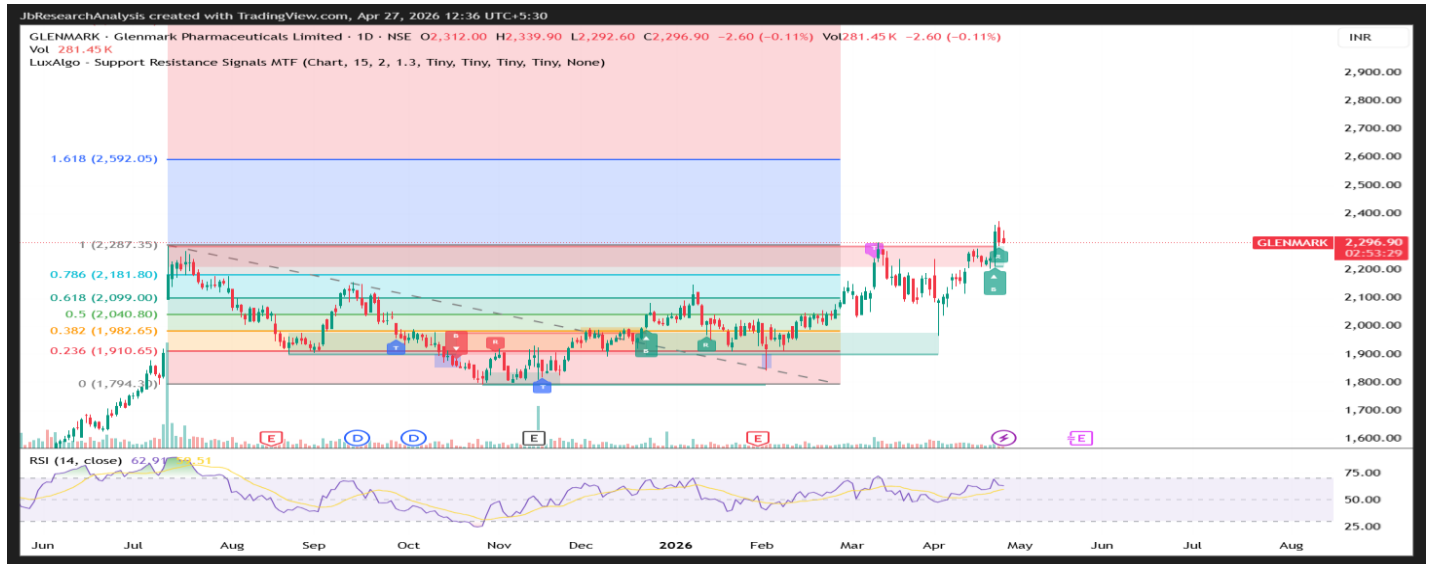 JbResearchAnalysis created with TradingView.com, Apr 27, 2026 12:36 UTC+5:30
GLENMARK · Glenmark Pharmaceuticals Limited · 1D · NSE O2,312.00 H2,339.90 L2,292.60 C2,296.90 −2.60 (−0.11%) Vol281.45K −2.60 (−0.11%)
INR
Vol 281.45K
LuxAlgo - Support Resistance Signals MTF (Chart, 15, 2, 1.3, Tiny, Tiny, Tiny, Tiny, None)
2,900.00
2,800.00
2,700.00
1.618 (2,592.05)
2,600.00
2,500.00
2,400.00
1 (2,287.35)
GLENMARK 2,296.90
02:53:29
0.786 (2,181.80)
2,200.00
0.618 (2,099.00)
2,100.00
0.5 (2,040.80)
0.382 (1,982.65)
2,000.00
0.236 (1,910.65)
1,900.00
0 (1,794.30)
1,800.00
1,700.00
1,600.00
T
B
R
T
B
R
T
B
E
D
D
E
E
E
RSI (14, close) 62.91
75.00
50.00
25.00
Jun Jul Aug Sep Oct Nov Dec 2026 Feb Mar Apr May Jun Jul Aug